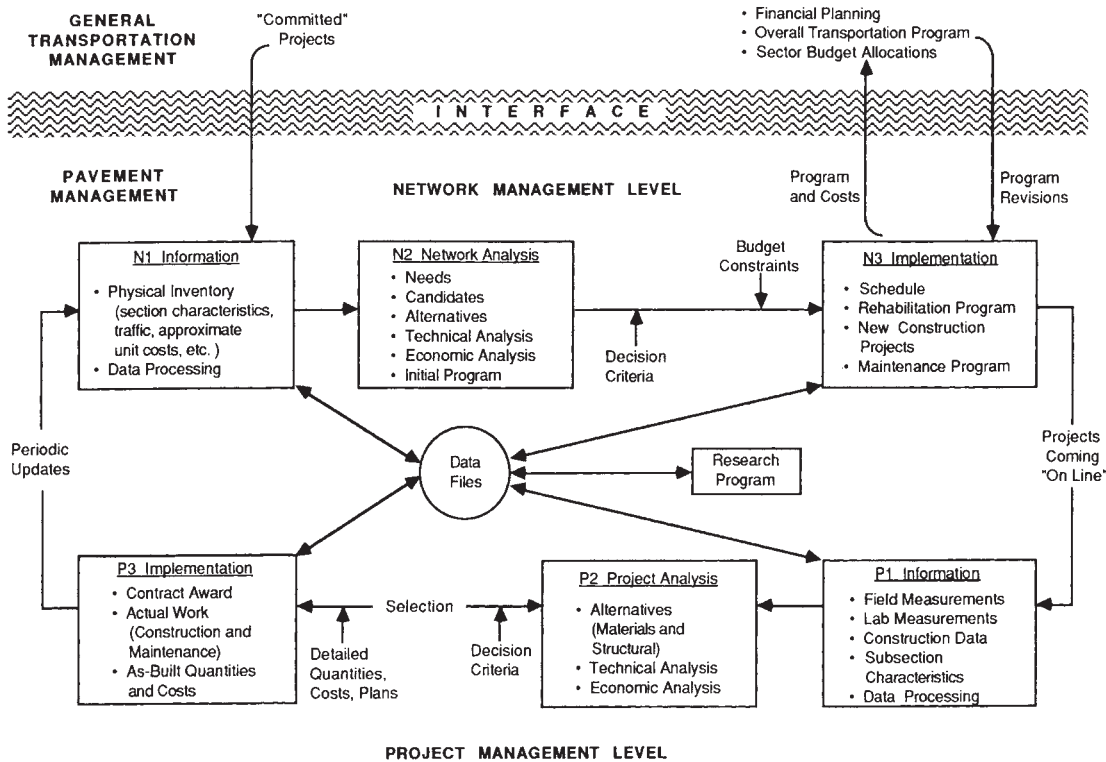 GENERAL
TRANSPORTATION
MANAGEMENT
"Committed"
Projects
• Financial Planning
• Overall Transportation Program
• Sector Budget Allocations
INTERFACE
PAVEMENT
MANAGEMENT
NETWORK MANAGEMENT LEVEL
Program
and Costs
Program
Revisions
N1 Information
• Physical Inventory
(section characteristics,
traffic, approximate
unit costs, etc. )
• Data Processing
N2 Network Analysis
• Needs
• Candidates
• Alternatives
• Technical Analysis
• Economic Analysis
• Initial Program
Budget
Constraints
Decision
Criteria
N3 Implementation
• Schedule
• Rehabilitation Program
• New Construction
Projects
• Maintenance Program
Periodic
Updates
Data
Files
Research
Program
Projects
Coming
"On Line"
P3 Implementation
• Contract Award
• Actual Work
(Construction and
Maintenance)
• As-Built Quantities
and Costs
Selection
Detailed
Quantities,
Costs, Plans
Decision
Criteria
P2 Project Analysis
• Alternatives
(Materials and
Structural)
• Technical Analysis
• Economic Analysis
P1 Information
• Field Measurements
• Lab Measurements
• Construction Data
• Subsection
Characteristics
• Data Processing
PROJECT MANAGEMENT LEVEL